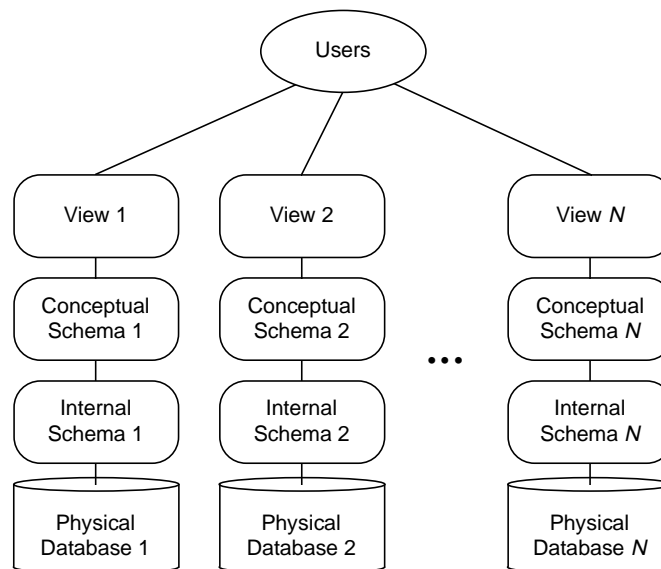 Users
View 1
View 2
View N
Conceptual
Schema 1
Conceptual
Schema 2
Conceptual
Schema N
...
Internal
Schema 1
Internal
Schema 2
Internal
Schema N
Physical
Database 1
Physical
Database 2
Physical
Database N